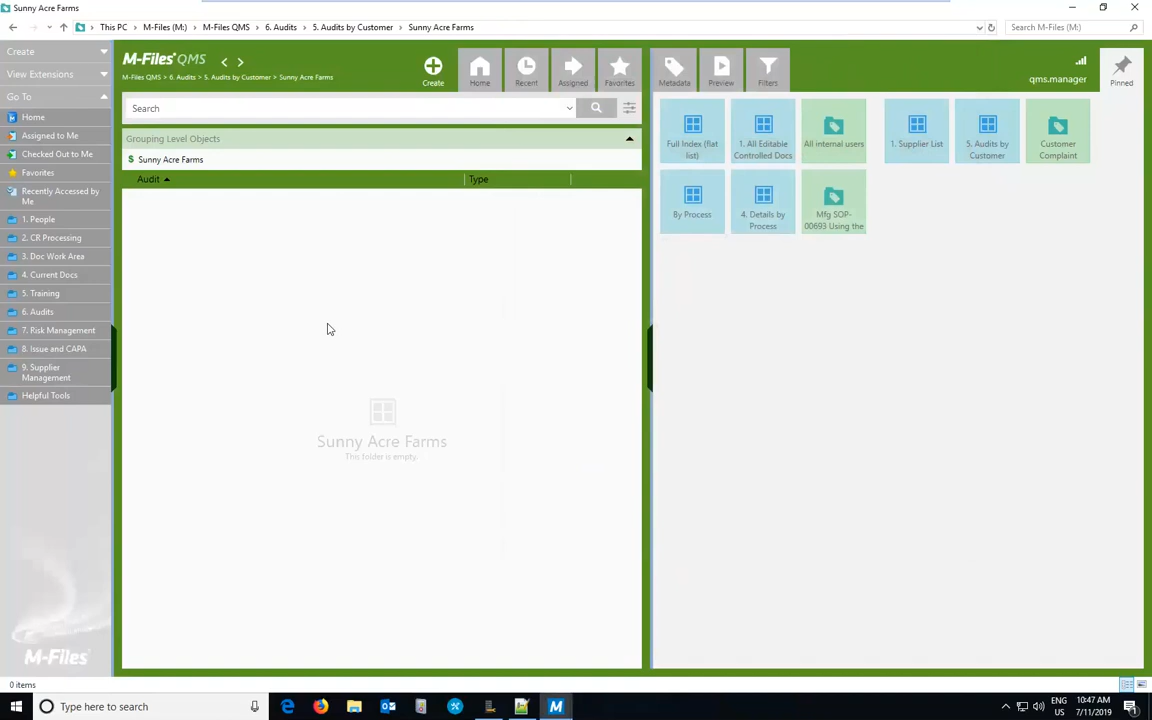 Sunny Acre Farms
This PC > M-Files (M:) > M-Files QMS > 6. Audits > 5. Audits by Customer > Sunny Acre Farms
Search M-Files (M:)
Create
View Extensions
Go To
Home
Assigned to Me
Checked Out to Me
Favorites
Recently Accessed by
Me
1. People
2. CR Processing
3. Doc Work Area
4. Current Docs
5. Training
6. Audits
7. Risk Management
8. Issue and CAPA
9. Supplier
Management
Helpful Tools
M-Files
M-Files QMS
M-Files QMS > 6. Audits > 5. Audits by Customer > Sunny Acre Farms
Create
Home
Recent
Assigned
Favorites
Search
Grouping Level Objects
$ Sunny Acre Farms
Audit
Type
Sunny Acre Farms
This folder is empty.
Metadata
Preview
Filters
qms.manager
Pinned
Full Index (flat
list)
1. All Editable
Controlled Docs
All internal users
1. Supplier List
5. Audits by
Customer
Customer
Complaint
By Process
4. Details by
Process
Mfg SOP-
00693 Using the
0 items
Type here to search
ENG
US
10:47 AM
7/11/2019